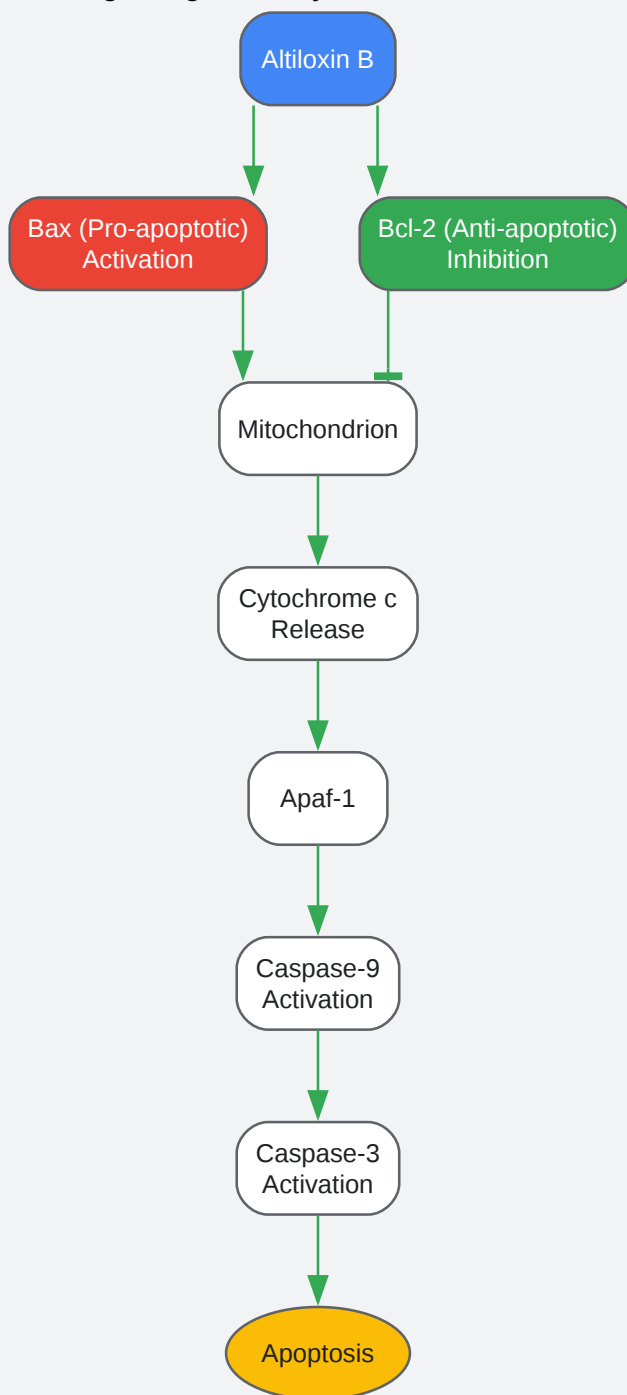 Altiloxin B
Bax (Pro-apoptotic)
Activation
Bcl-2 (Anti-apoptotic)
Inhibition
Mitochondrion
Cytochrome c
Release
Apaf-1
Caspase-9
Activation
Caspase-3
Activation
Apoptosis